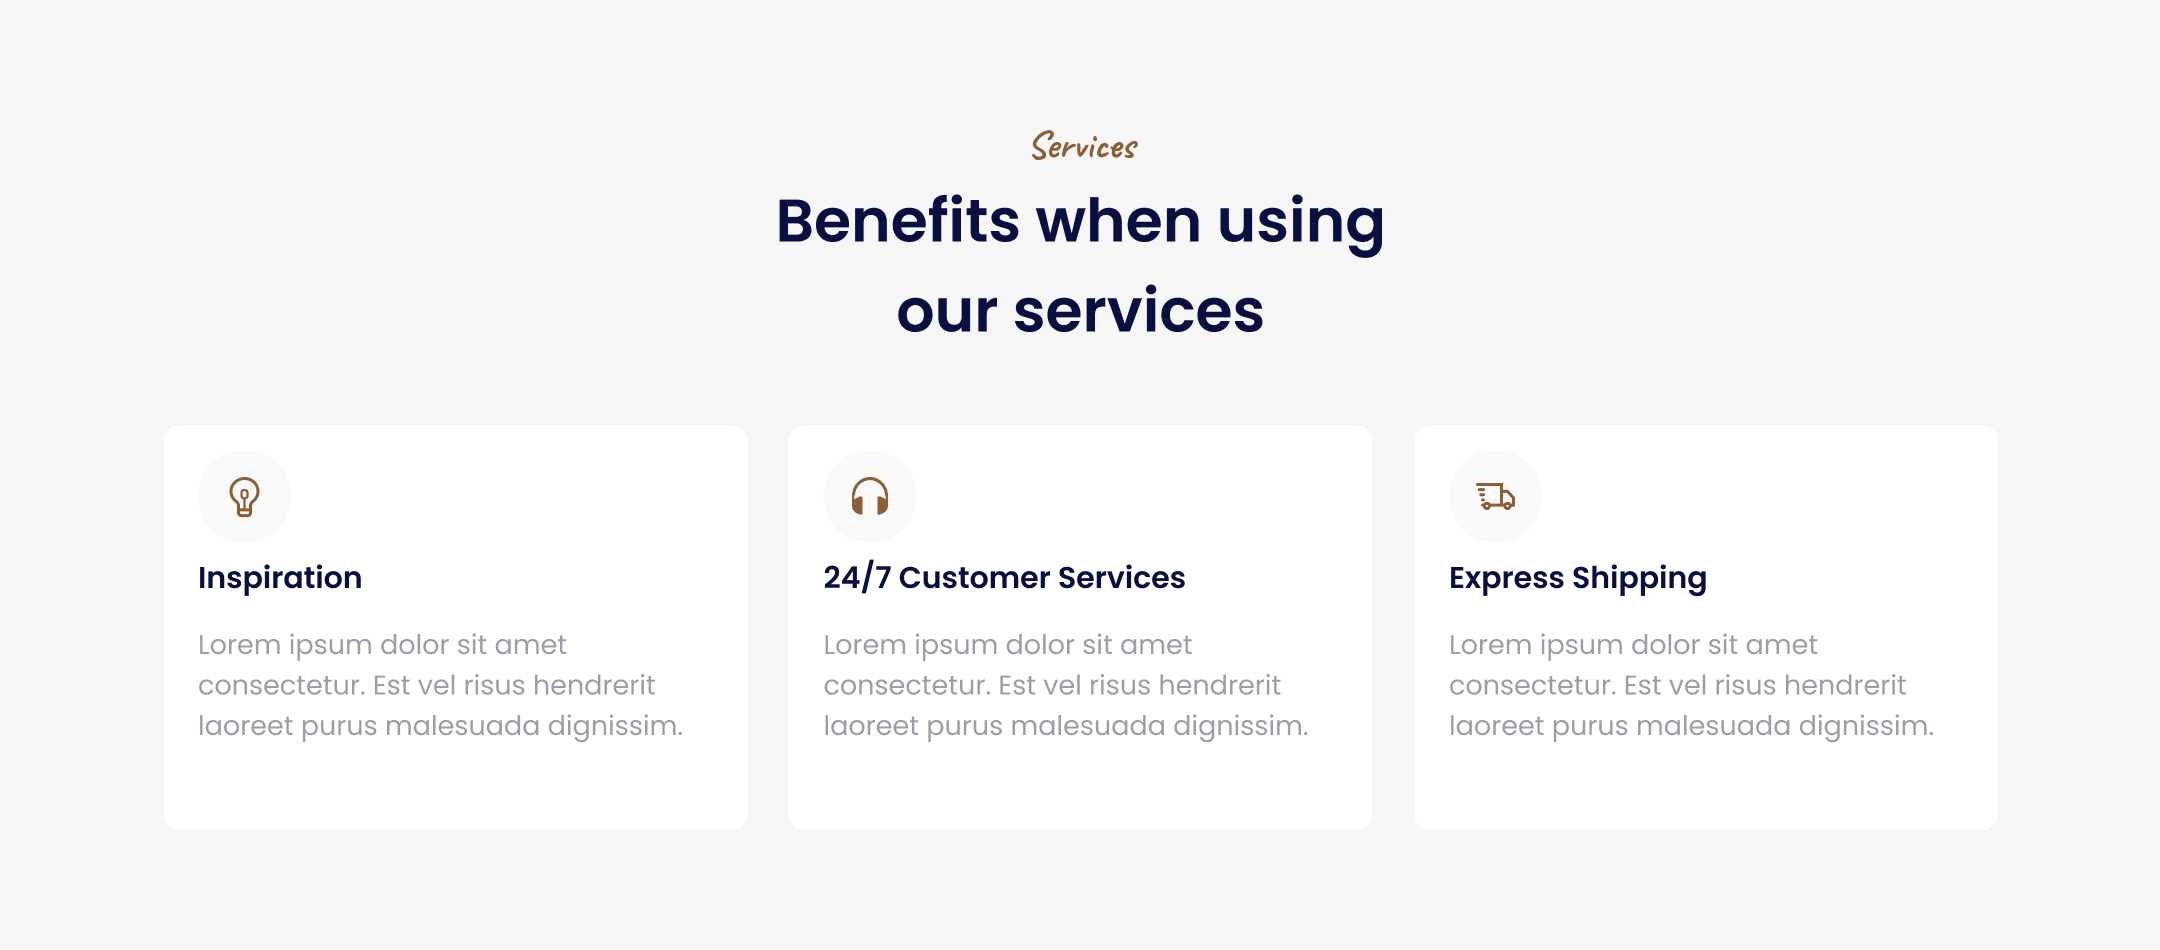 Services
Benefits when using
our services
Inspiration
Lorem ipsum dolor sit amet
consectetur. Est vel risus hendrerit
laoreet purus malesuada dignissim.
24/7 Customer Services
Lorem ipsum dolor sit amet
consectetur. Est vel risus hendrerit
laoreet purus malesuada dignissim.
Express Shipping
Lorem ipsum dolor sit amet
consectetur. Est vel risus hendrerit
laoreet purus malesuada dignissim.